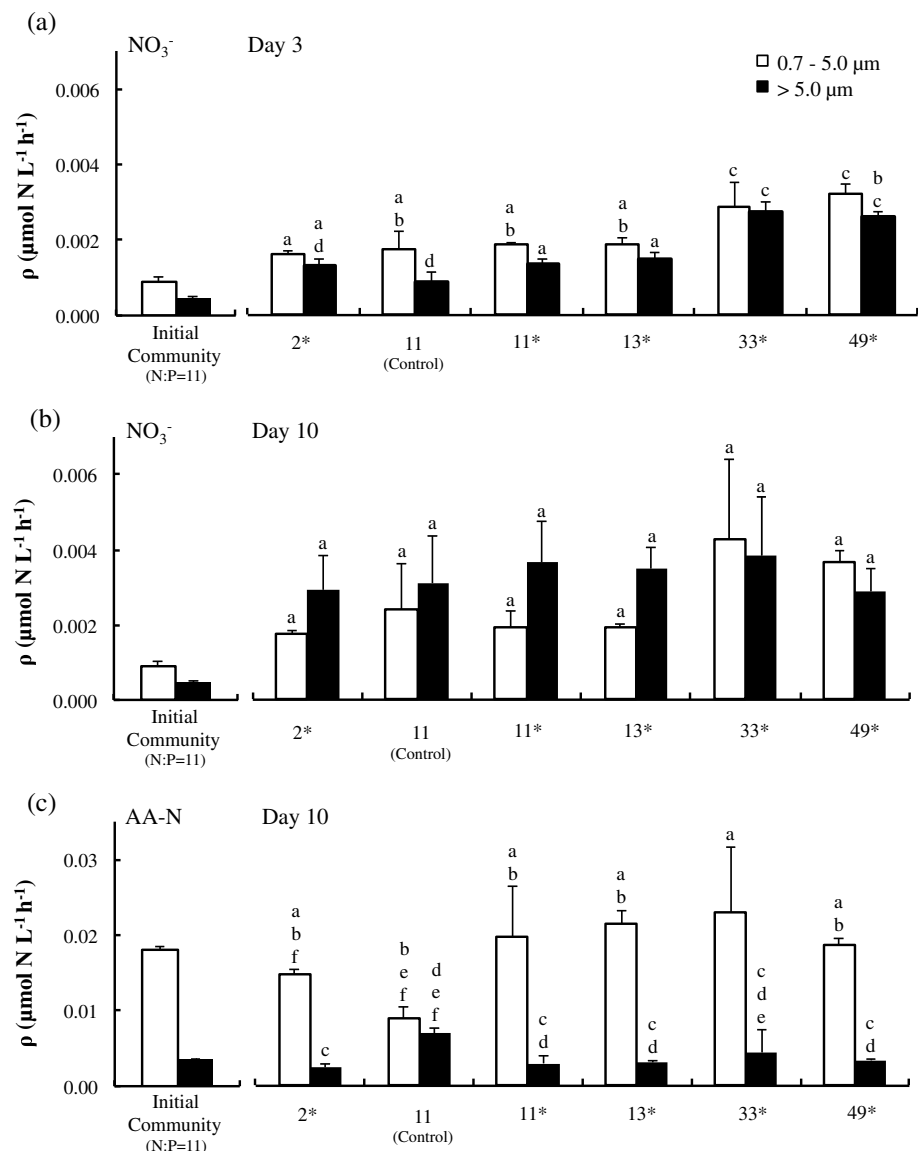 (a)
NO₃⁻ Day 3
0.7 - 5.0 µm
> 5.0 µm
ρ (µmol N L⁻¹ h⁻¹)
0.006
0.004
0.002
0.000
a
a
d
a
b
d
a
b
a
a
b
a
c
c
c
b
c
Initial
Community
(N:P=11)
2* 11 11* 13* 33* 49*
(Control)
(b)
NO₃⁻ Day 10
ρ (µmol N L⁻¹ h⁻¹)
0.006
0.004
0.002
0.000
a
a
a
a
a
a
a
a
a
a
a
a
Initial
Community
(N:P=11)
2* 11 11* 13* 33* 49*
(Control)
(c)
AA-N Day 10
ρ (µmol N L⁻¹ h⁻¹)
0.03
0.02
0.01
0.00
a
b
f
c
b
e
f
d
e
f
a
b
c
d
a
b
c
d
a
c
d
e
a
b
c
d
Initial
Community
(N:P=11)
2* 11 11* 13* 33* 49*
(Control)